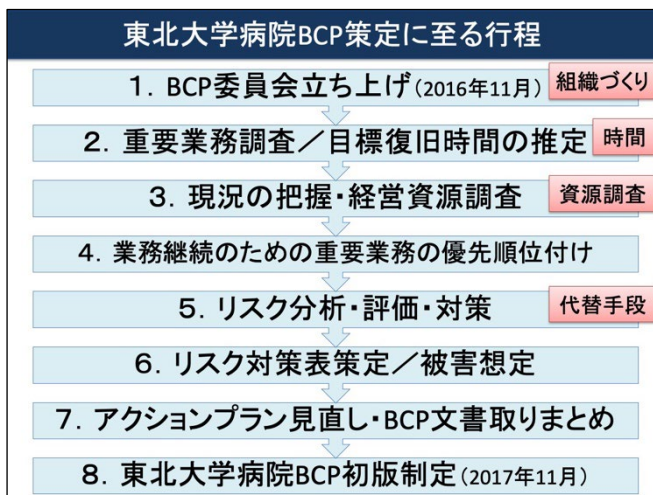 東北大学病院BCP策定に至る行程
1．BCP委員会立ち上げ（2016年11月）
組織づくり
2．重要業務調査／目標復旧時間の推定
時間
3．現況の把握・経営資源調査
資源調査
4．業務継続のための重要業務の優先順位付け
5．リスク分析・評価・対策
代替手段
6．リスク対策表策定／被害想定
7．アクションプラン見直し・BCP文書取りまとめ
8．東北大学病院BCP初版制定（2017年11月）